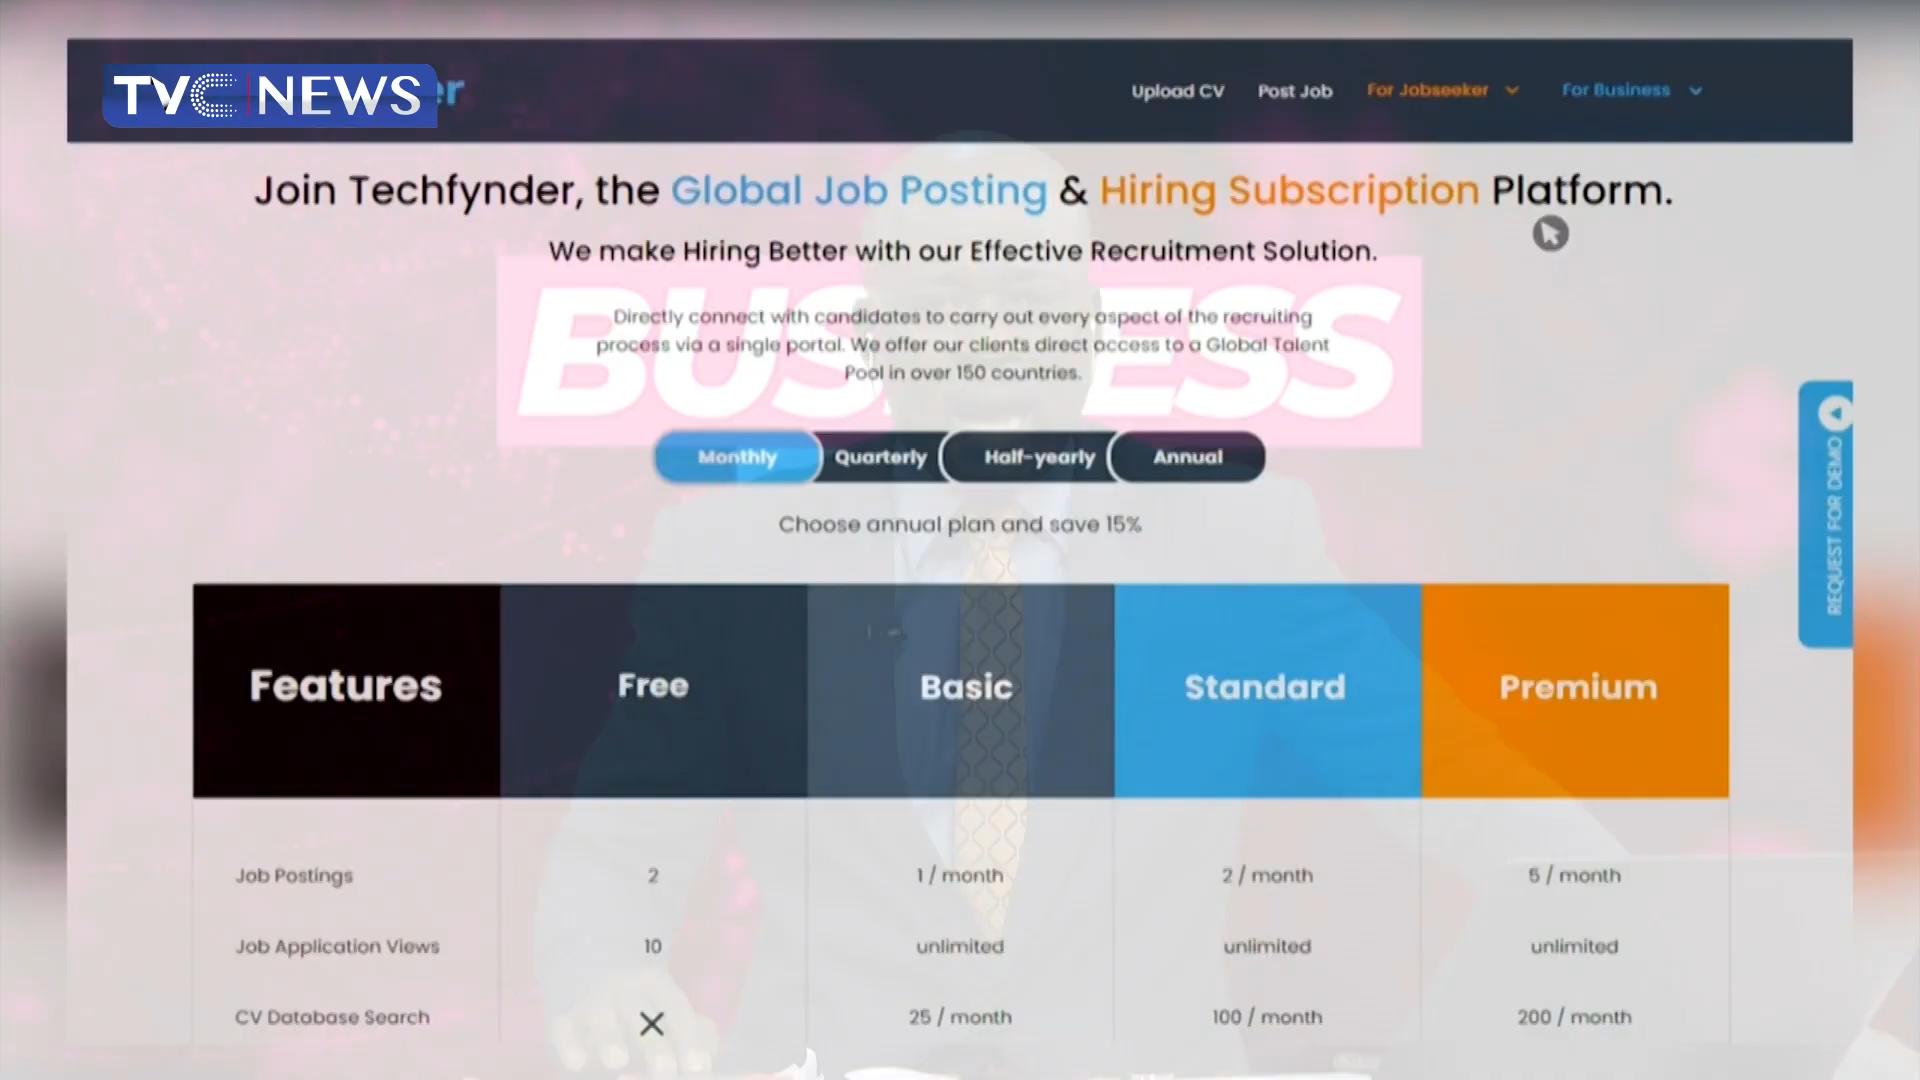 TVC NEWS
er
Upload CV Post Job For Jobseeker For Business
Join Techfynder, the Global Job Posting & Hiring Subscription Platform.
We make Hiring Better with our Effective Recruitment Solution.
Directly connect with candidates to carry out every aspect of the recruiting
process via a single portal. We offer our clients direct access to a Global Talent
Pool in over 150 countries.
BUS ESS
Monthly Quarterly Half-yearly Annual
Choose annual plan and save 15%
REQUEST FOR DEMO
Features Free Basic Standard Premium
Job Postings 2 1 / month 2 / month 5 / month
Job Application Views 10 unlimited unlimited unlimited
CV Database Search 25 / month 100 / month 200 / month